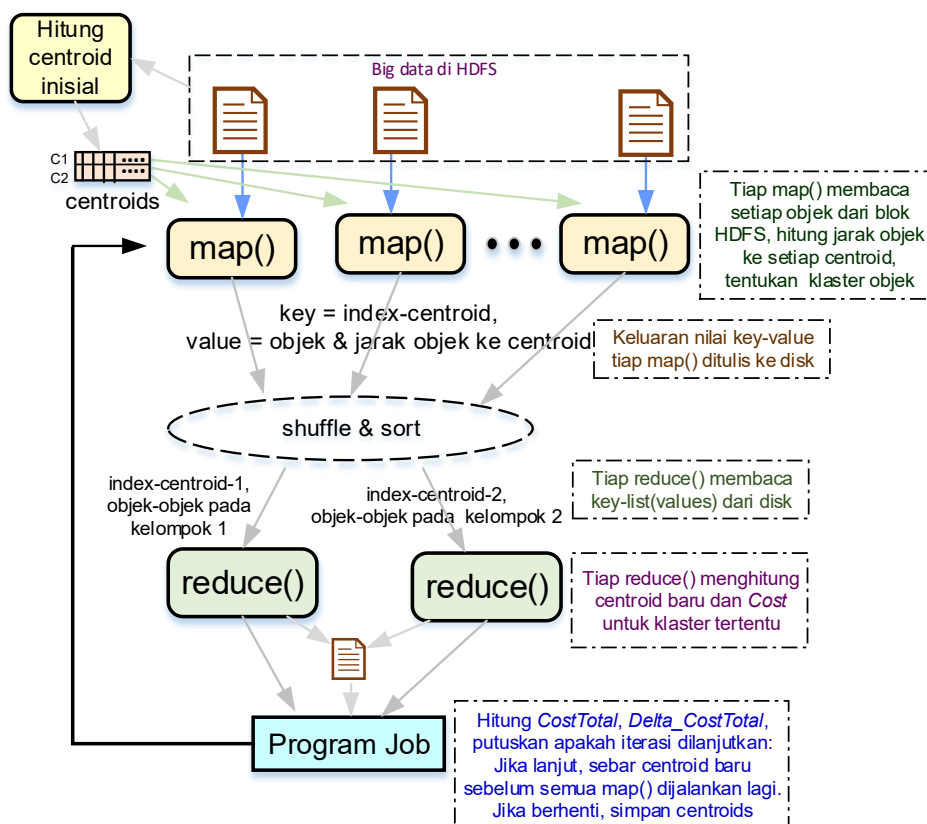 Hitung
centroid
inisial
Big data di HDFS
C1
C2
centroids
map()
map()
map()
Tiap map() membaca
setiap objek dari blok
HDFS, hitung jarak objek
ke setiap centroid,
tentukan klaster objek
key = index-centroid,
value = objek & jarak objek ke centroid
Keluaran nilai key-value
tiap map() ditulis ke disk
shuffle & sort
index-centroid-1,
objek-objek pada
kelompok 1
index-centroid-2,
objek-objek pada kelompok 2
Tiap reduce() membaca
key-list(values) dari disk
reduce()
reduce()
Tiap reduce() menghitung
centroid baru dan Cost
untuk klaster tertentu
Program Job
Hitung CostTotal, Delta_CostTotal,
putuskan apakah iterasi dilanjutkan:
Jika lanjut, sebar centroid baru
sebelum semua map() dijalankan lagi.
Jika berhenti, simpan centroids